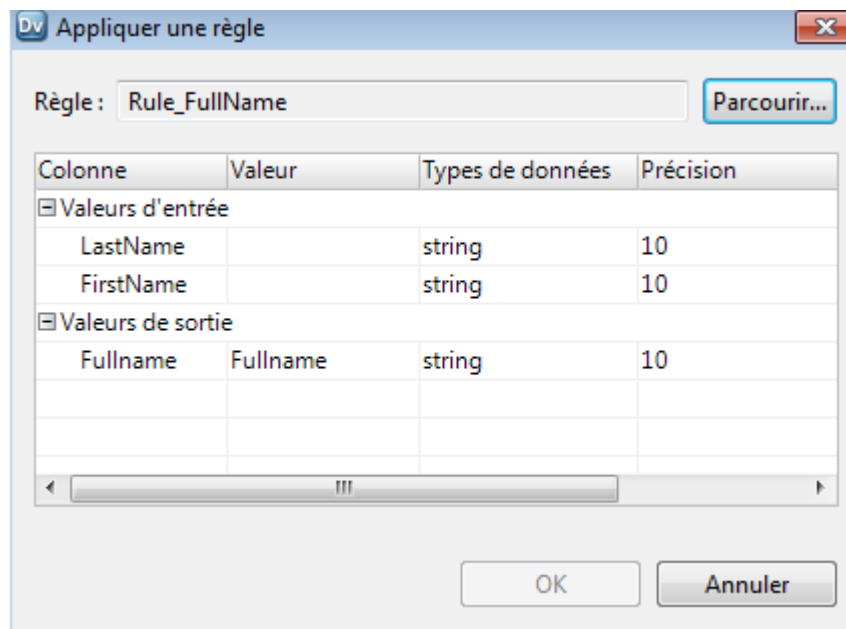 Dv Appliquer une règle
Règle : Rule_FullName Parcourir...
Colonne Valeur Types de données Précision
Valeurs d'entrée
LastName string 10
FirstName string 10
Valeurs de sortie
Fullname Fullname string 10
OK Annuler